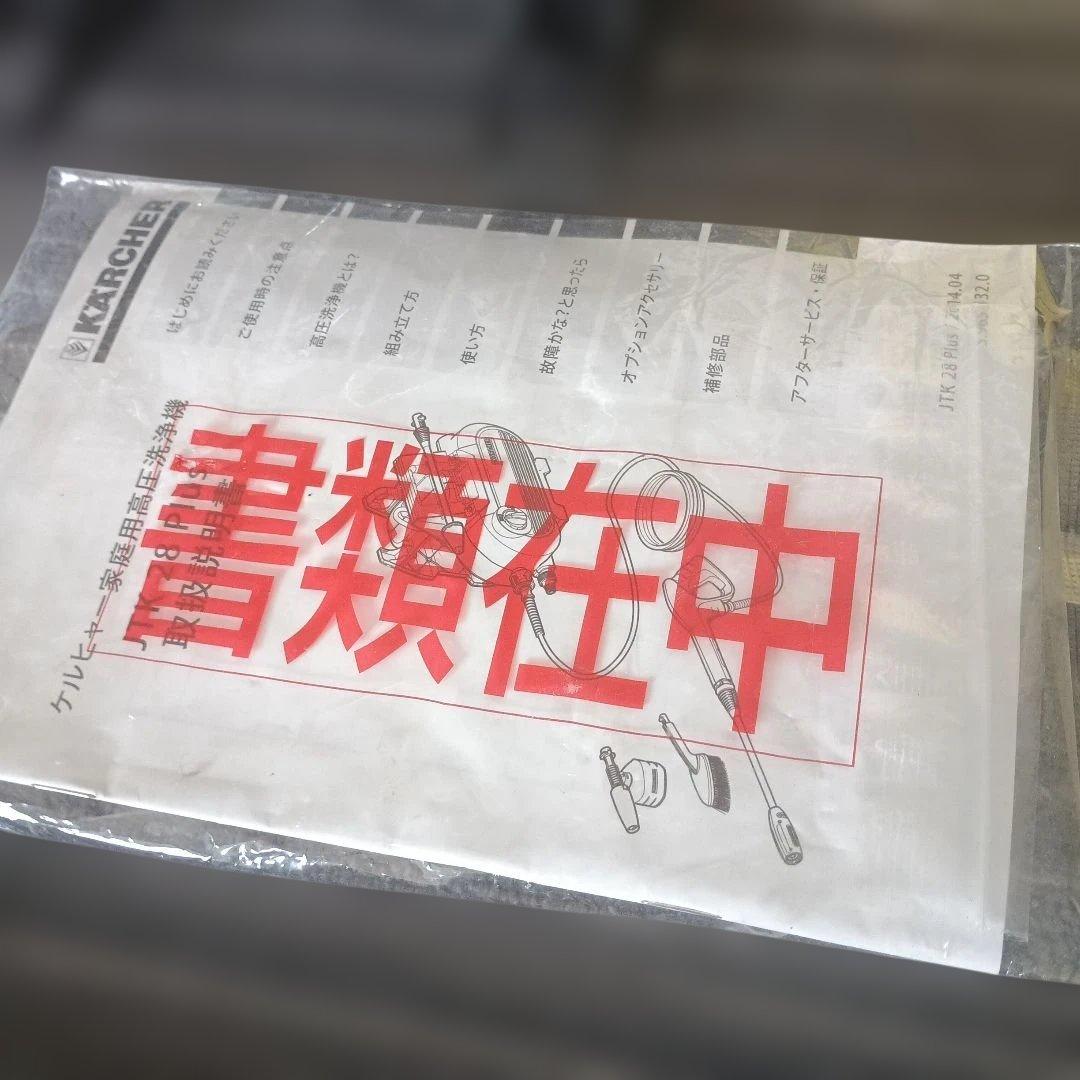 KÄRCHER
ケルヒャー家庭用高圧洗浄機
JTK 28 Plus
取扱説明書
はじめにお読みください
ご使用時の注意点
高圧洗浄機とは?
組み立て方
使い方
故障かな?と思ったら
オプションアクセサリー
補修部品
アフターサービス・保証
書類在中
JTK 28 Plus / 2014.04